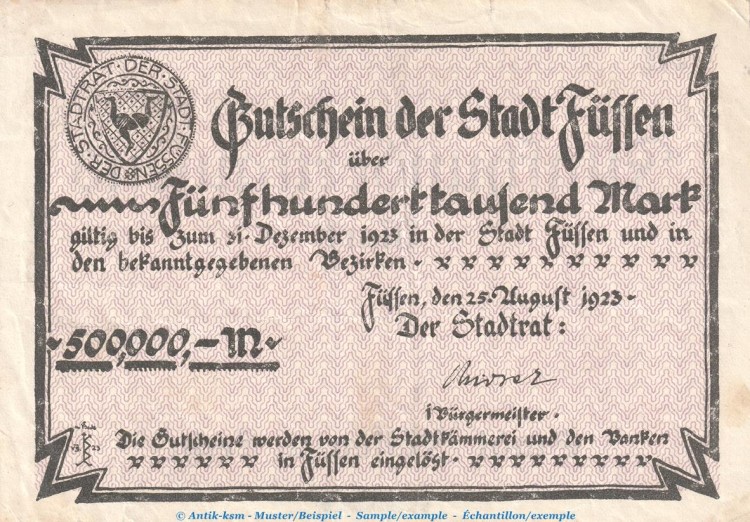 DER·STADTRAT·DER·STADT·FÜSSEN
Gutschein der Stadt Füssen
über
Fünfhunderttausend Mark
gültig bis zum 31. Dezember 1923 in der Stadt Füssen und in
den bekanntgegebenen Bezirken.
Füssen, den 25. August 1923.
Der Stadtrat:
500,000,-M
1 Bürgermeister.
Die Gutscheine werden von der Stadtkämmerei und den Banken
in Füssen eingelöst.
© Antik-ksm - Muster/Beispiel - Sample/example - Échantillon/exemple